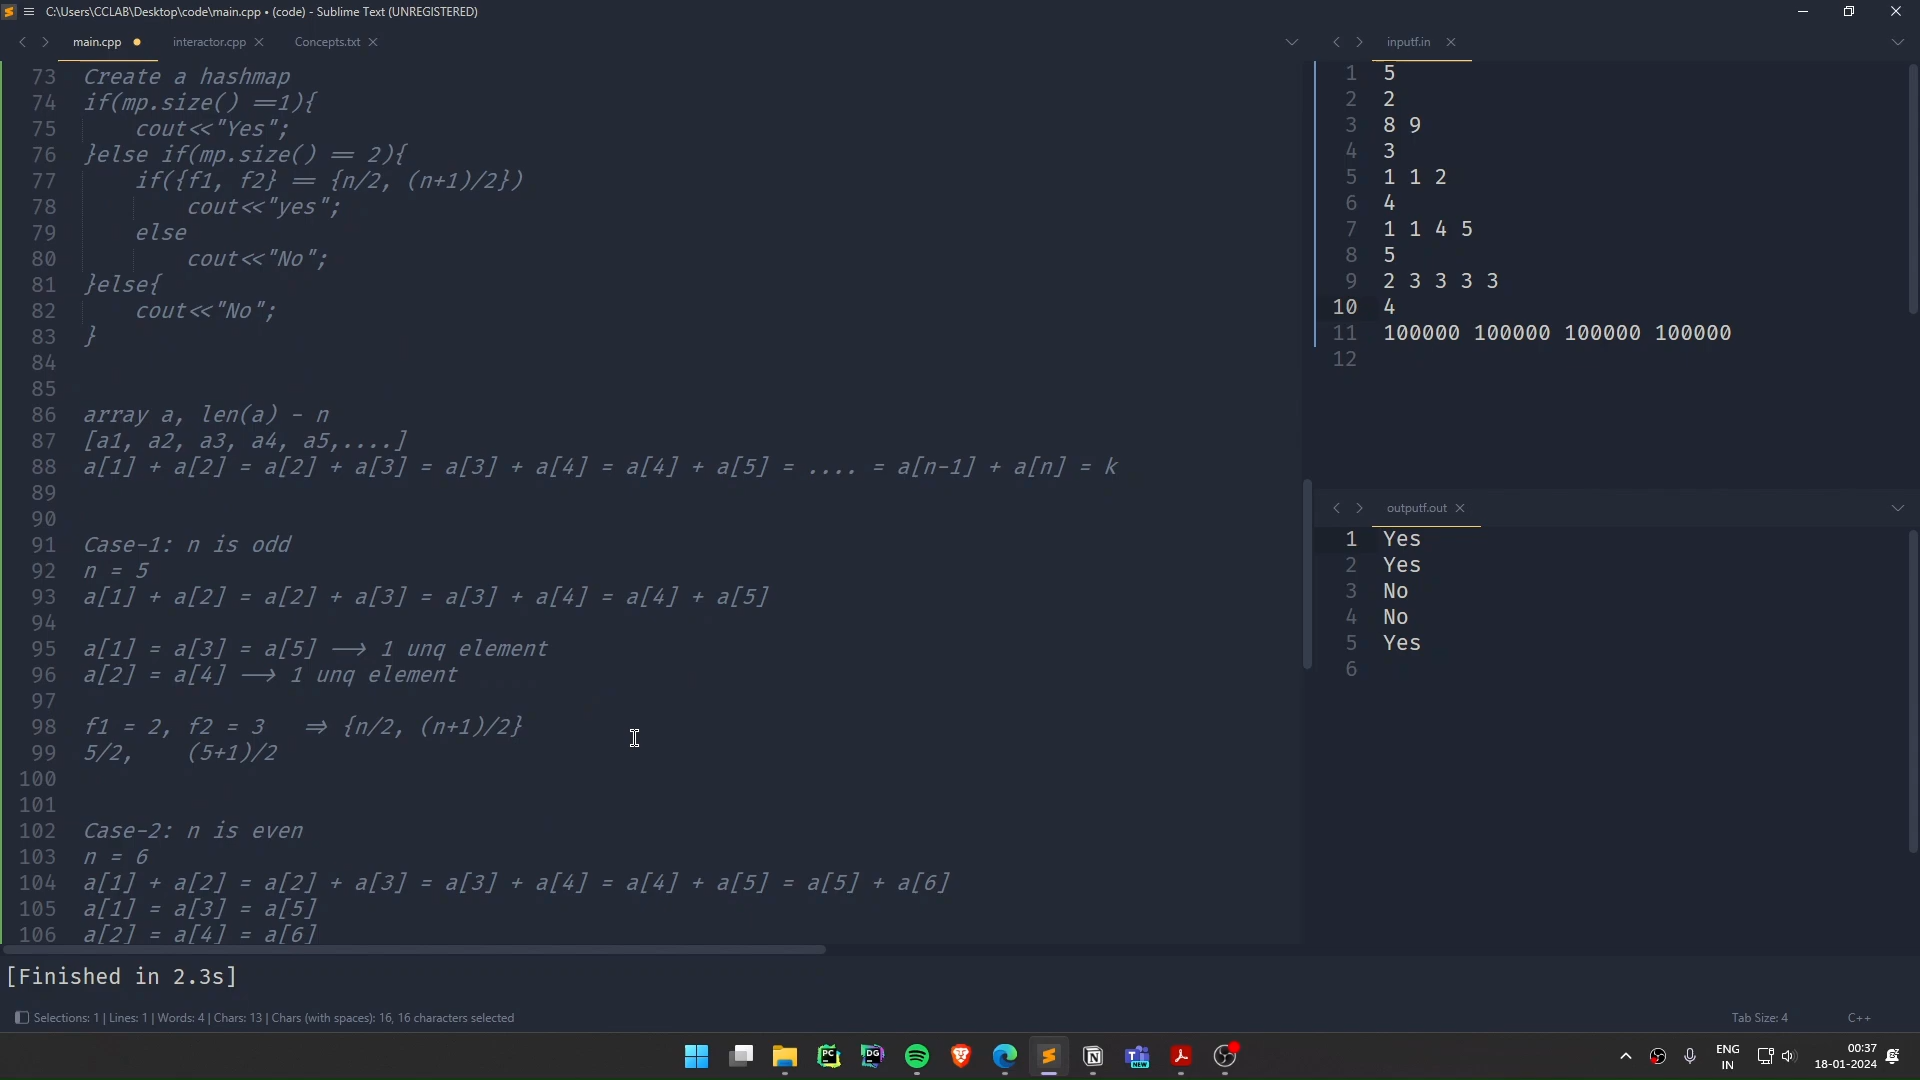 C:\Users\CCLAB\Desktop\code\main.cpp • (code) - Sublime Text (UNREGISTERED)
main.cpp
interactor.cpp
Concepts.txt
73 Create a hashmap
74 if(mp.size() ==1){
75 cout<<"Yes";
76 }else if(mp.size() == 2){
77 if({f1, f2} == {n/2, (n+1)/2})
78 cout<<"yes";
79 else
80 cout<<"No";
81 }else{
82 cout<<"No";
83 }
84
85
86 array a, len(a) - n
87 [a1, a2, a3, a4, a5,....]
88 a[1] + a[2] = a[2] + a[3] = a[3] + a[4] = a[4] + a[5] = .... = a[n-1] + a[n] = k
89
90
91 Case-1: n is odd
92 n = 5
93 a[1] + a[2] = a[2] + a[3] = a[3] + a[4] = a[4] + a[5]
94
95 a[1] = a[3] = a[5] --> 1 unq element
96 a[2] = a[4] --> 1 unq element
97
98 f1 = 2, f2 = 3 => {n/2, (n+1)/2}
99 5/2, (5+1)/2
100
101
102 Case-2: n is even
103 n = 6
104 a[1] + a[2] = a[2] + a[3] = a[3] + a[4] = a[4] + a[5] = a[5] + a[6]
105 a[1] = a[3] = a[5]
106 a[2] = a[4] = a[6]
inputf.in
1 5
2 2
3 8 9
4 3
5 1 1 2
6 4
7 1 1 4 5
8 5
9 2 3 3 3 3
10 4
11 100000 100000 100000 100000
12
outputf.out
1 Yes
2 Yes
3 No
4 No
5 Yes
6
[Finished in 2.3s]
Selections: 1 | Lines: 1 | Words: 4 | Chars: 13 | Chars (with spaces): 16, 16 characters selected
Tab Size: 4
C++
PC
DG
NEW
ENG
IN
00:37
18-01-2024